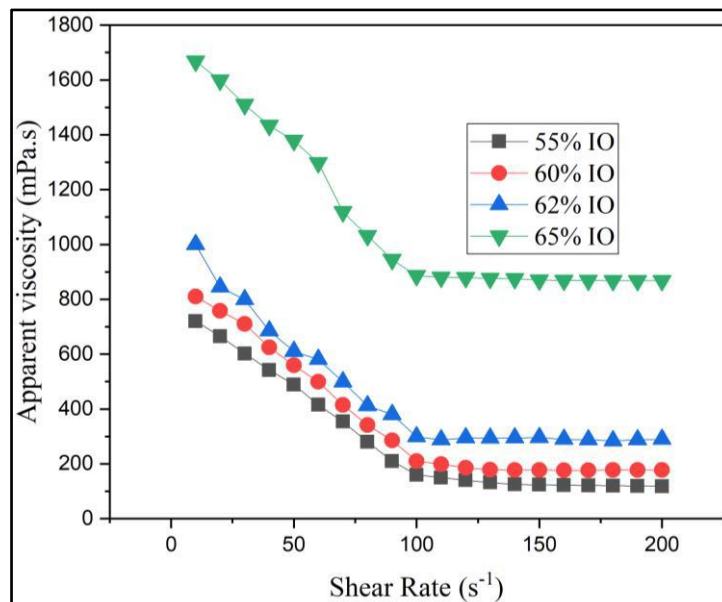 1800
1600
1400
1200
1000
800
600
400
200
0
Apparent viscosity (mPa.s)
55% IO
60% IO
62% IO
65% IO
0 50 100 150 200
Shear Rate (s⁻¹)